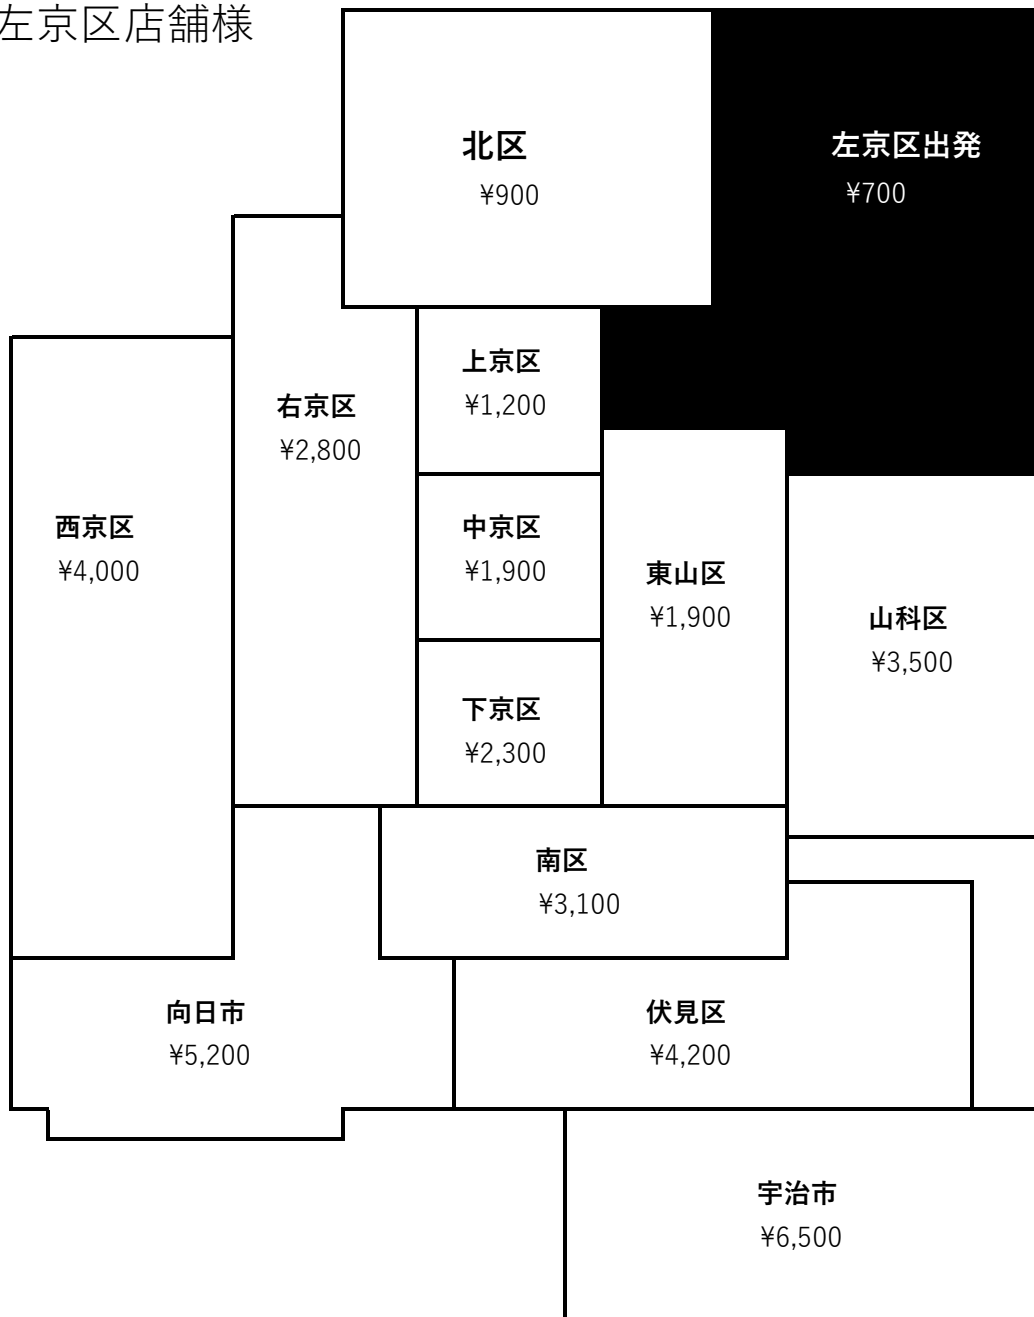 左京区店舗様
北区
¥900
左京区出発
¥700
上京区
¥1,200
右京区
¥2,800
西京区
¥4,000
中京区
¥1,900
東山区
¥1,900
山科区
¥3,500
下京区
¥2,300
南区
¥3,100
向日市
¥5,200
伏見区
¥4,200
宇治市
¥6,500